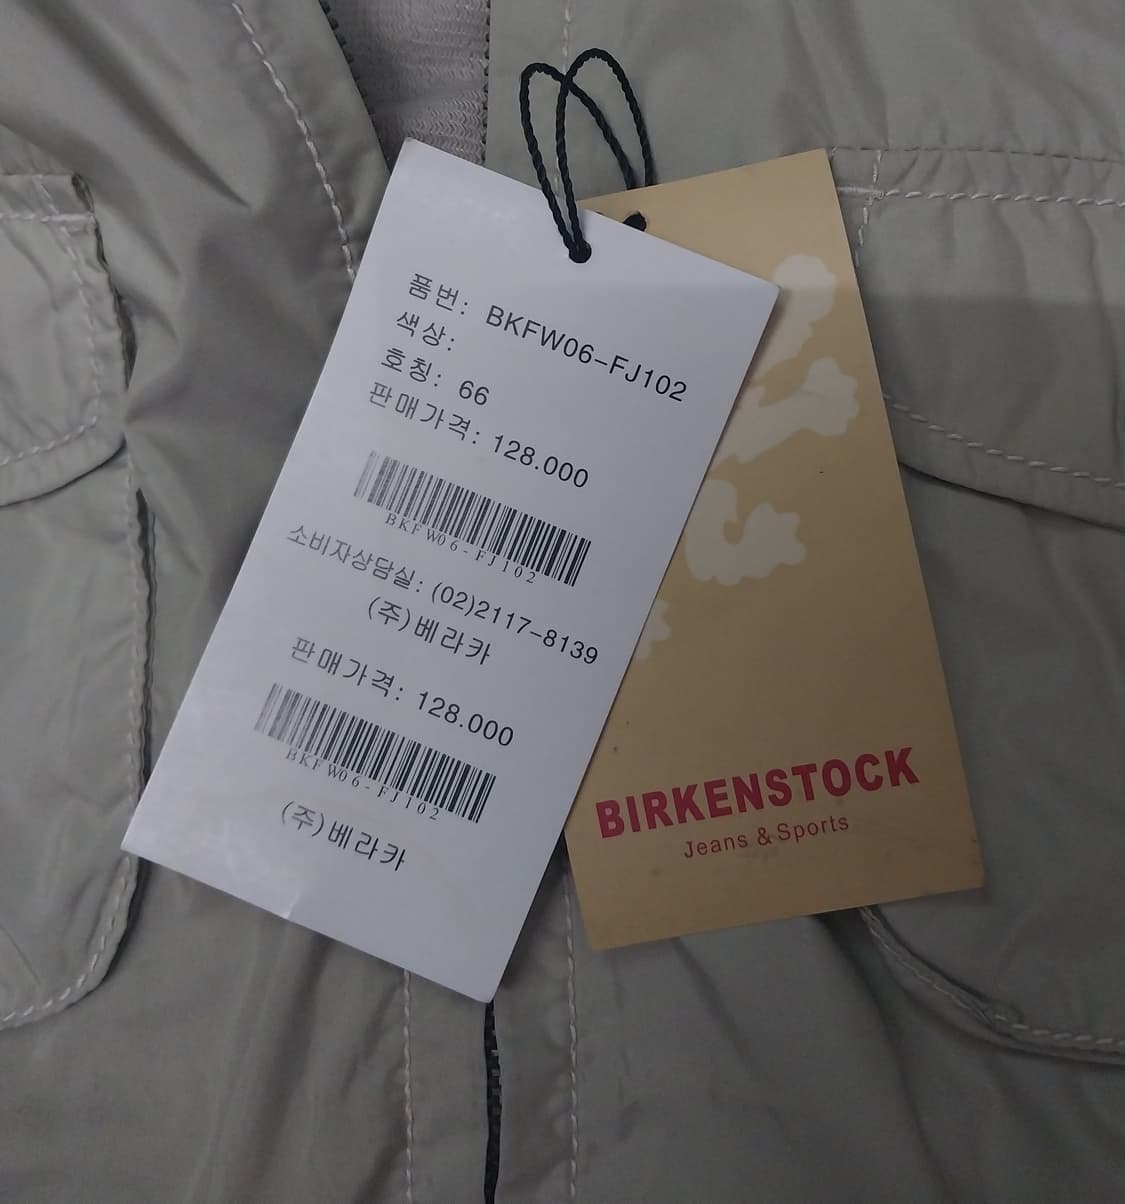 품번: BKFW06-FJ102
색상:
호칭: 66
판매가격: 128.000
BKFW06-FJ102
소비자상담실: (02)2117-8139
(주)베라카
판매가격: 128.000
BKFW06-FJ102
(주)베라카
BIRKENSTOCK
Jeans & Sports